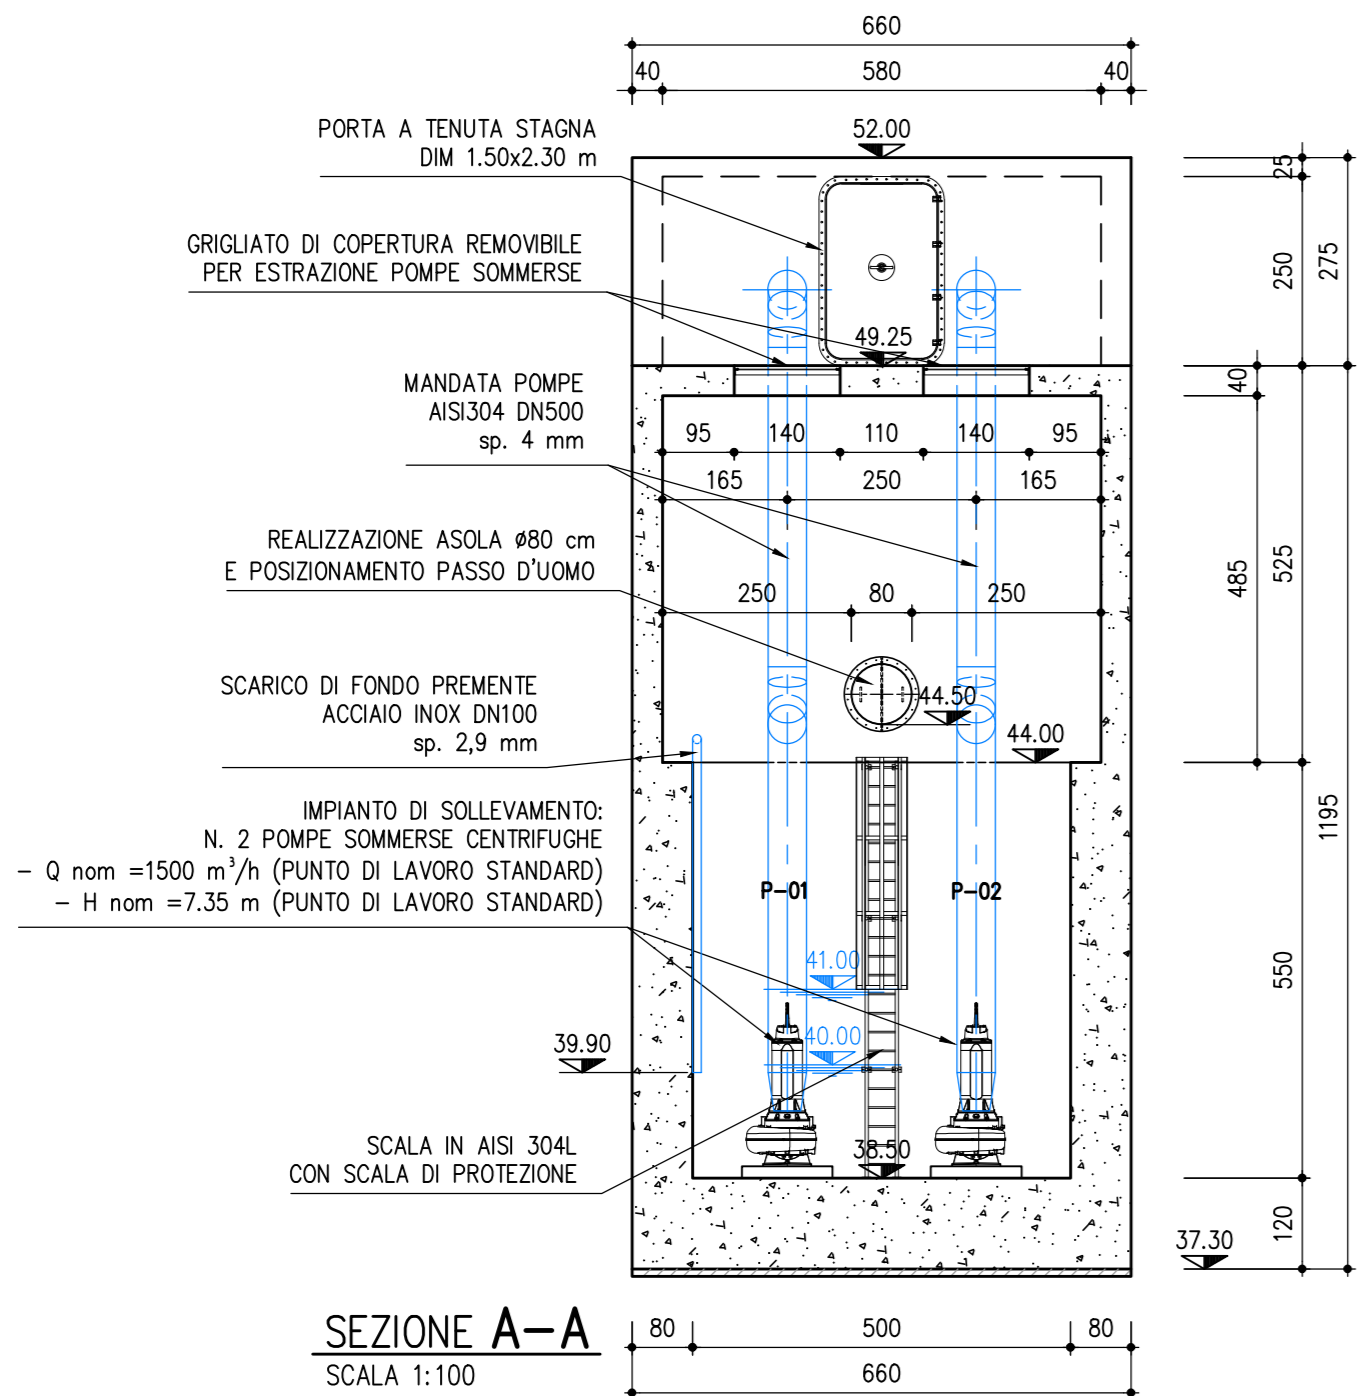 660
40 580 40
PORTA A TENUTA STAGNA
DIM 1.50x2.30 m
52.00
25
GRIGLIATO DI COPERTURA REMOVIBILE
PER ESTRAZIONE POMPE SOMMERSE
250
275
49.25
MANDATA POMPE
AISI304 DN500
sp. 4 mm
40
95 140 110 140 95
165 250 165
REALIZZAZIONE ASOLA ø80 cm
E POSIZIONAMENTO PASSO D'UOMO
250 80 250
485
525
SCARICO DI FONDO PREMENTE
ACCIAIO INOX DN100
sp. 2,9 mm
44.50
44.00
IMPIANTO DI SOLLEVAMENTO:
N. 2 POMPE SOMMERSE CENTRIFUGHE
– Q nom =1500 m³/h (PUNTO DI LAVORO STANDARD)
– H nom =7.35 m (PUNTO DI LAVORO STANDARD)
P–01
P–02
1195
41.00
550
40.00
39.90
SCALA IN AISI 304L
CON SCALA DI PROTEZIONE
38.50
120
37.30
SEZIONE A–A
SCALA 1:100
80 500 80
660